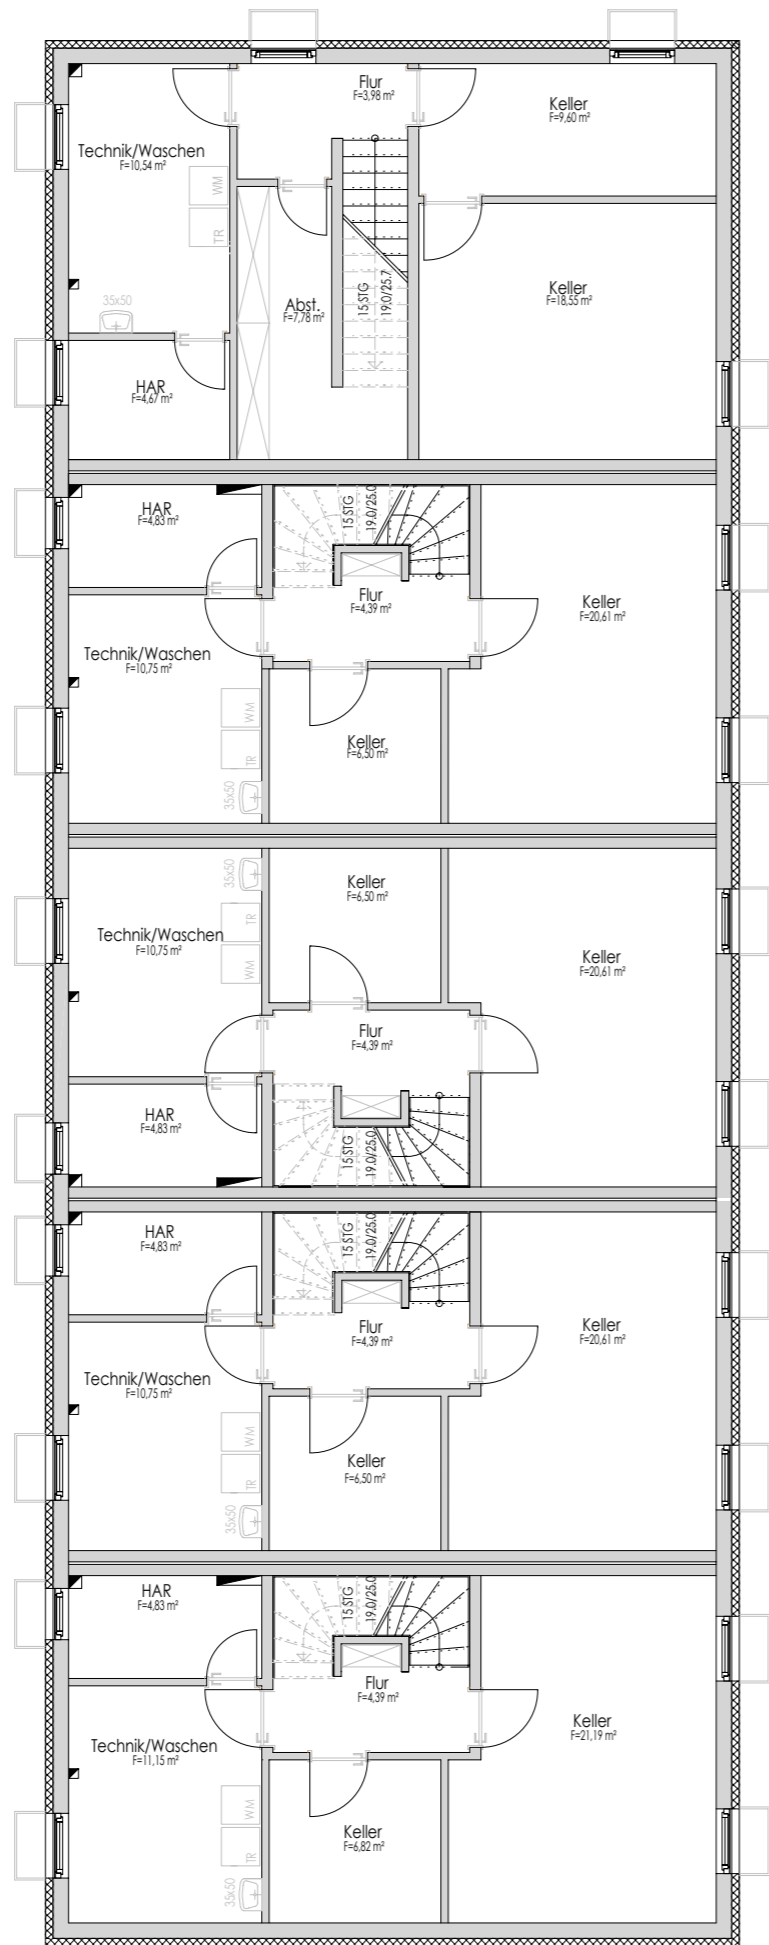 Flur
F=3,98 m²
Keller
F=9,60 m²
Technik/Waschen
F=10,54 m²
WM
TR
Keller
F=18,55 m²
Abst.
F=7,78 m²
15 STG
19.0/25.7
35x50
HAR
F=4,67 m²
HAR
F=4,83 m²
15 STG
19.0/25.0
Flur
F=4,39 m²
Keller
F=20,61 m²
Technik/Waschen
F=10,75 m²
WM
TR
35x50
Keller
F=6,50 m²
35x50
TR
WM
Keller
F=6,50 m²
Technik/Waschen
F=10,75 m²
Keller
F=20,61 m²
Flur
F=4,39 m²
HAR
F=4,83 m²
15 STG
19.0/25.0
HAR
F=4,83 m²
15 STG
19.0/25.0
Flur
F=4,39 m²
Keller
F=20,61 m²
Technik/Waschen
F=10,75 m²
WM
TR
35x50
Keller
F=6,50 m²
HAR
F=4,83 m²
15 STG
19.0/25.0
Flur
F=4,39 m²
Keller
F=21,19 m²
Technik/Waschen
F=11,15 m²
WM
TR
35x50
Keller
F=6,82 m²